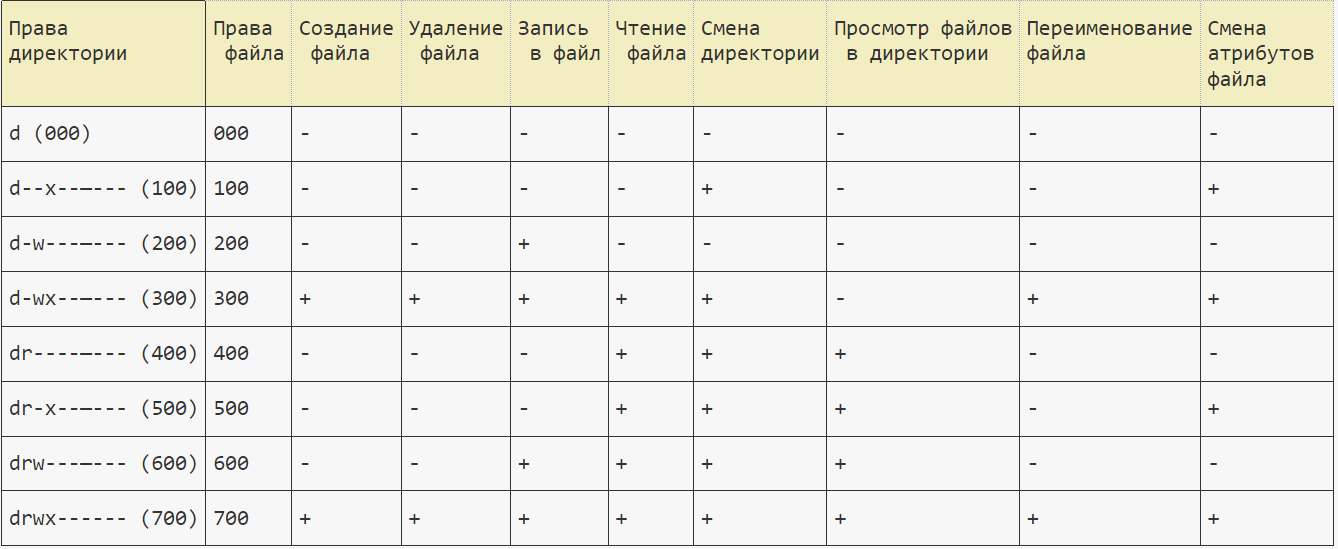 Права директории | Права файла | Создание файла | Удаление файла | Запись в файл | Чтение файла | Смена директории | Просмотр файлов в директории | Переименование файла | Смена атрибутов файла
d (000) | 000 | - | - | - | - | - | - | - | -
d--x--—--- (100) | 100 | - | - | - | - | + | - | - | +
d-w---—--- (200) | 200 | - | - | + | - | - | - | - | -
d-wx--—--- (300) | 300 | + | + | + | + | + | - | + | +
dr----—--- (400) | 400 | - | - | - | + | + | + | - | -
dr-x--—--- (500) | 500 | - | - | - | + | + | + | - | +
drw---—--- (600) | 600 | - | - | + | + | + | + | - | -
drwx------ (700) | 700 | + | + | + | + | + | + | + | +